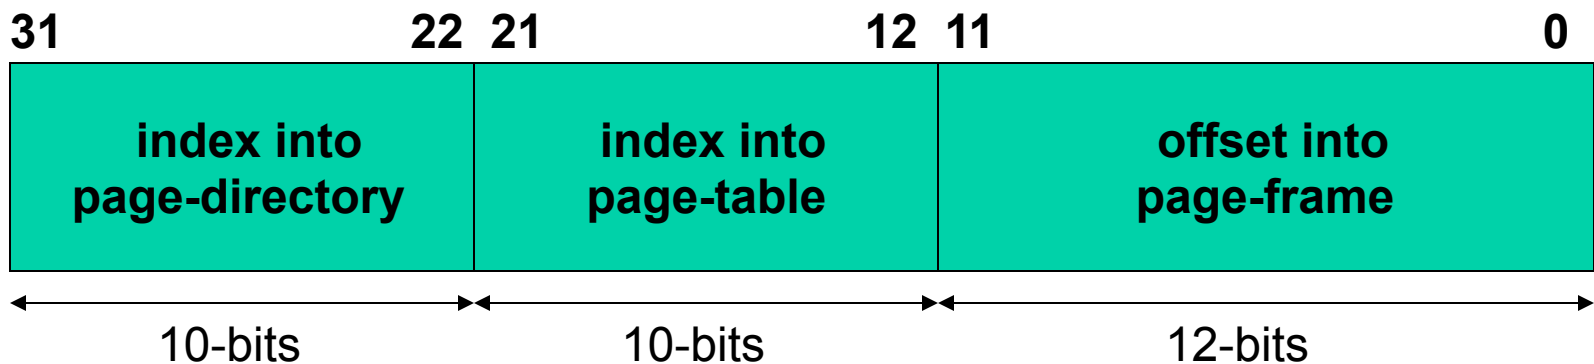 31 22 21 12 11 0
index into index into offset into
page-directory page-table page-frame
10-bits 10-bits 12-bits